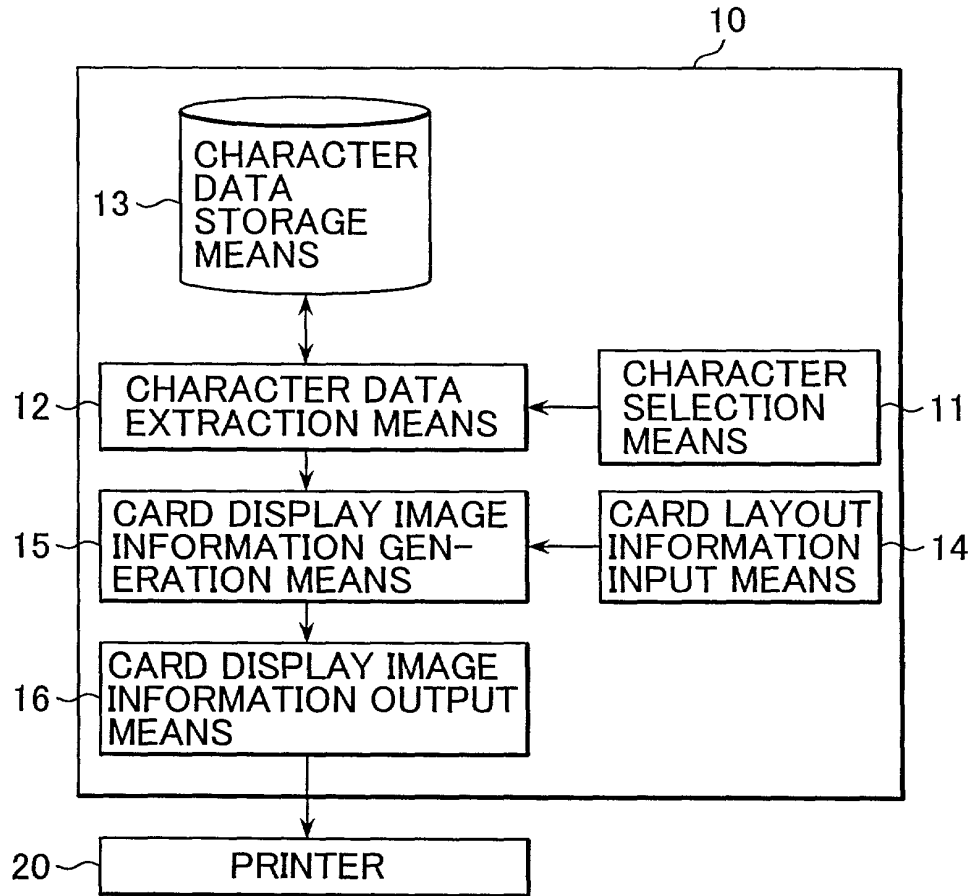 10
CHARACTER
DATA
STORAGE
MEANS
13
12
CHARACTER DATA
EXTRACTION MEANS
CHARACTER
SELECTION
MEANS
11
15
CARD DISPLAY IMAGE
INFORMATION GEN-
ERATION MEANS
CARD LAYOUT
INFORMATION
INPUT MEANS
14
16
CARD DISPLAY IMAGE
INFORMATION OUTPUT
MEANS
20
PRINTER